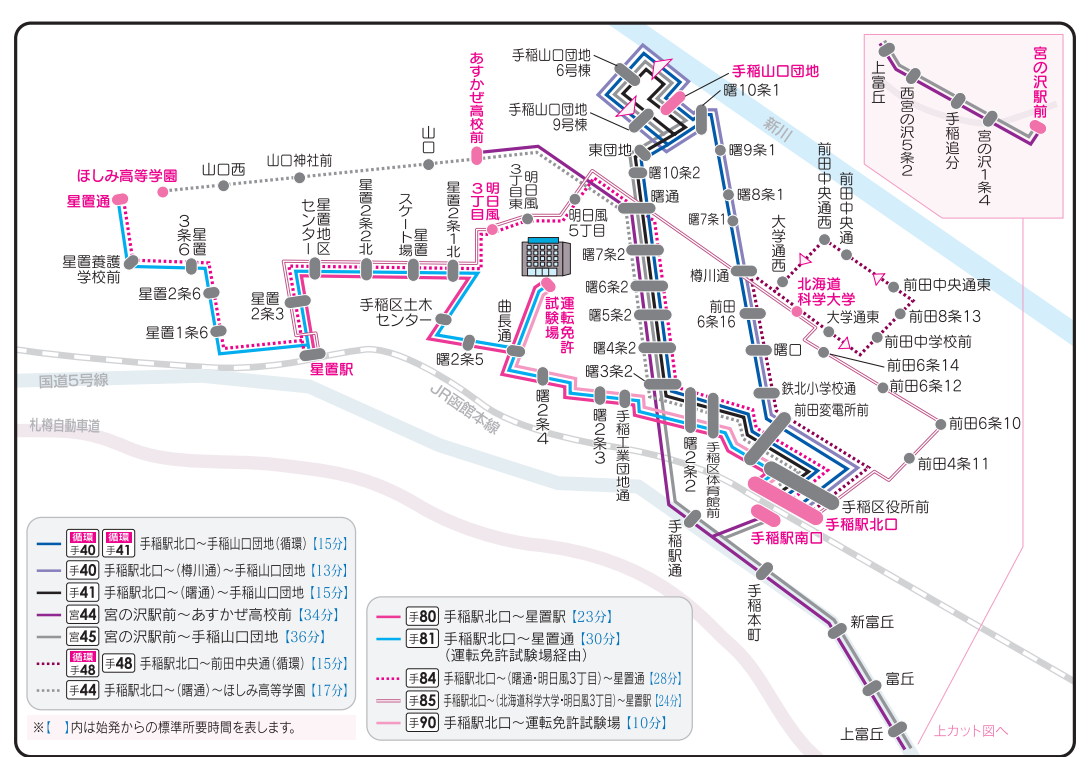 手稲山口団地
6号棟
手稲山口団地
9号棟
手稲山口団地
曙10条1
新川
上富丘
西宮の沢5条2
手稲追分
宮の沢1条4
宮の沢駅前
あすかぜ高校前
山口
山口神社前
山口西
ほしみ高等学園
星置通
星置養護
学校前
星置
3条6
星置2条6
星置1条6
星置
2条3
星置駅
星置地区
センター
星置2条2北
星置
スケート場
星置2条1北
明日風
3丁目
明日風
3丁目東
明日風
5丁目
東団地
曙10条2
曙通
曙7条2
曙6条2
曙5条2
曙4条2
曙3条2
曙9条1
曙8条1
曙7条1
樽川通
前田
6条16
曙口
鉄北小学校通
前田変電所前
前田中央通西
前田中央通
大学通西
北海道
科学大学
大学通東
前田中央通東
前田8条13
前田中学校前
前田6条14
前田6条12
前田6条10
前田4条11
手稲区土木
センター
曙2条5
曲長通
運転免許
試験場
曙2条4
曙2条3
手稲工業団地通
曙2条2
手稲区体育館前
手稲区役所前
手稲駅北口
手稲駅南口
手稲駅通
手稲本町
新富丘
富丘
上富丘
上カット図へ
国道5号線
札樽自動車道
JR函館本線
循環 手40 循環 手41 手稲駅北口〜手稲山口団地(循環)【15分】
手40 手稲駅北口〜(樽川通)〜手稲山口団地【13分】
手41 手稲駅北口〜(曙通)〜手稲山口団地【15分】
宮44 宮の沢駅前〜あすかぜ高校前【34分】
宮45 宮の沢駅前〜手稲山口団地【36分】
循環 手48 手48 手稲駅北口〜前田中央通(循環)【15分】
手44 手稲駅北口〜(曙通)〜ほしみ高等学園【17分】
※【 】内は始発からの標準所要時間を表します。
手80 手稲駅北口〜星置駅【23分】
手81 手稲駅北口〜星置通【30分】
(運転免許試験場経由)
手84 手稲駅北口〜(曙通・明日風3丁目)〜星置通【28分】
手85 手稲駅北口〜(北海道科学大学・明日風3丁目)〜星置駅【24分】
手90 手稲駅北口〜運転免許試験場【10分】